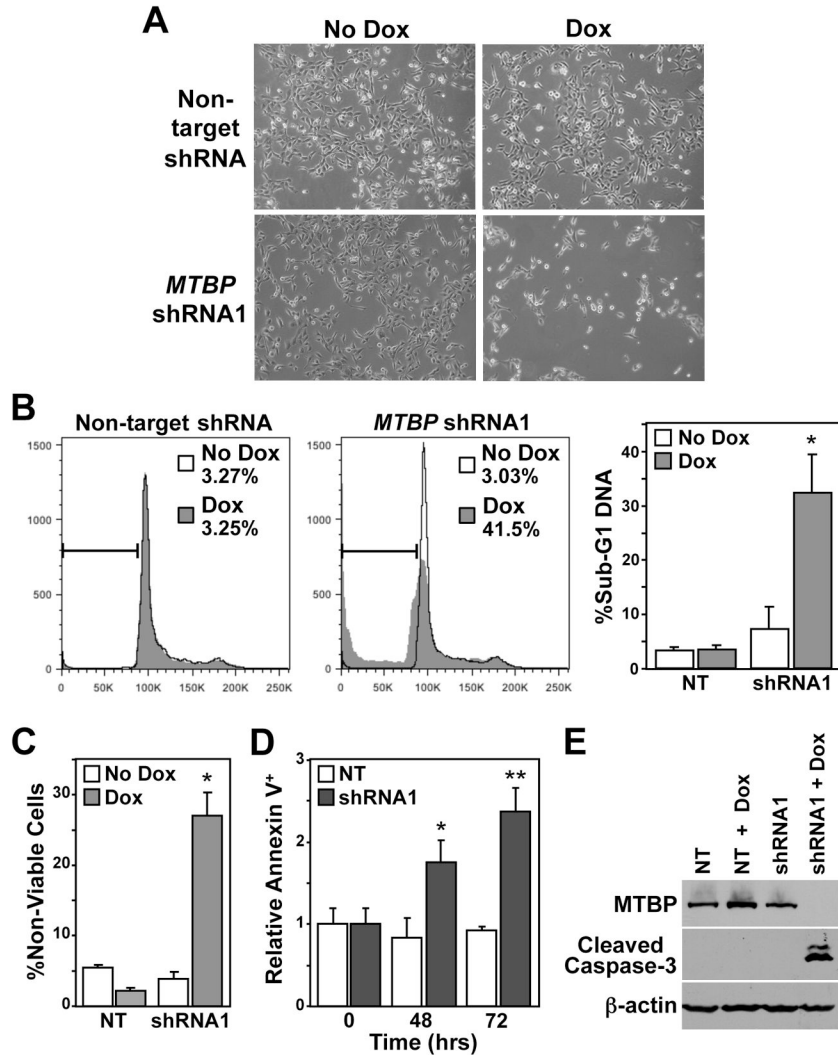 A
No Dox
Dox
Non-
target
shRNA
MTBP
shRNA1
B
Non-target shRNA
1500
1000
500
0
No Dox
3.27%
Dox
3.25%
0
50K
100K
150K
200K
250K
MTBP shRNA1
1500
1000
500
0
No Dox
3.03%
Dox
41.5%
0
50K
100K
150K
200K
250K
%Sub-G1 DNA
40
30
20
10
0
No Dox
Dox
*
NT
shRNA1
C
%Non-Viable Cells
30
20
10
0
No Dox
Dox
*
NT
shRNA1
D
Relative Annexin V+
3
2
1
0
NT
shRNA1
*
**
0
48
72
Time (hrs)
E
NT
NT + Dox
shRNA1
shRNA1 + Dox
MTBP
Cleaved
Caspase-3
β-actin